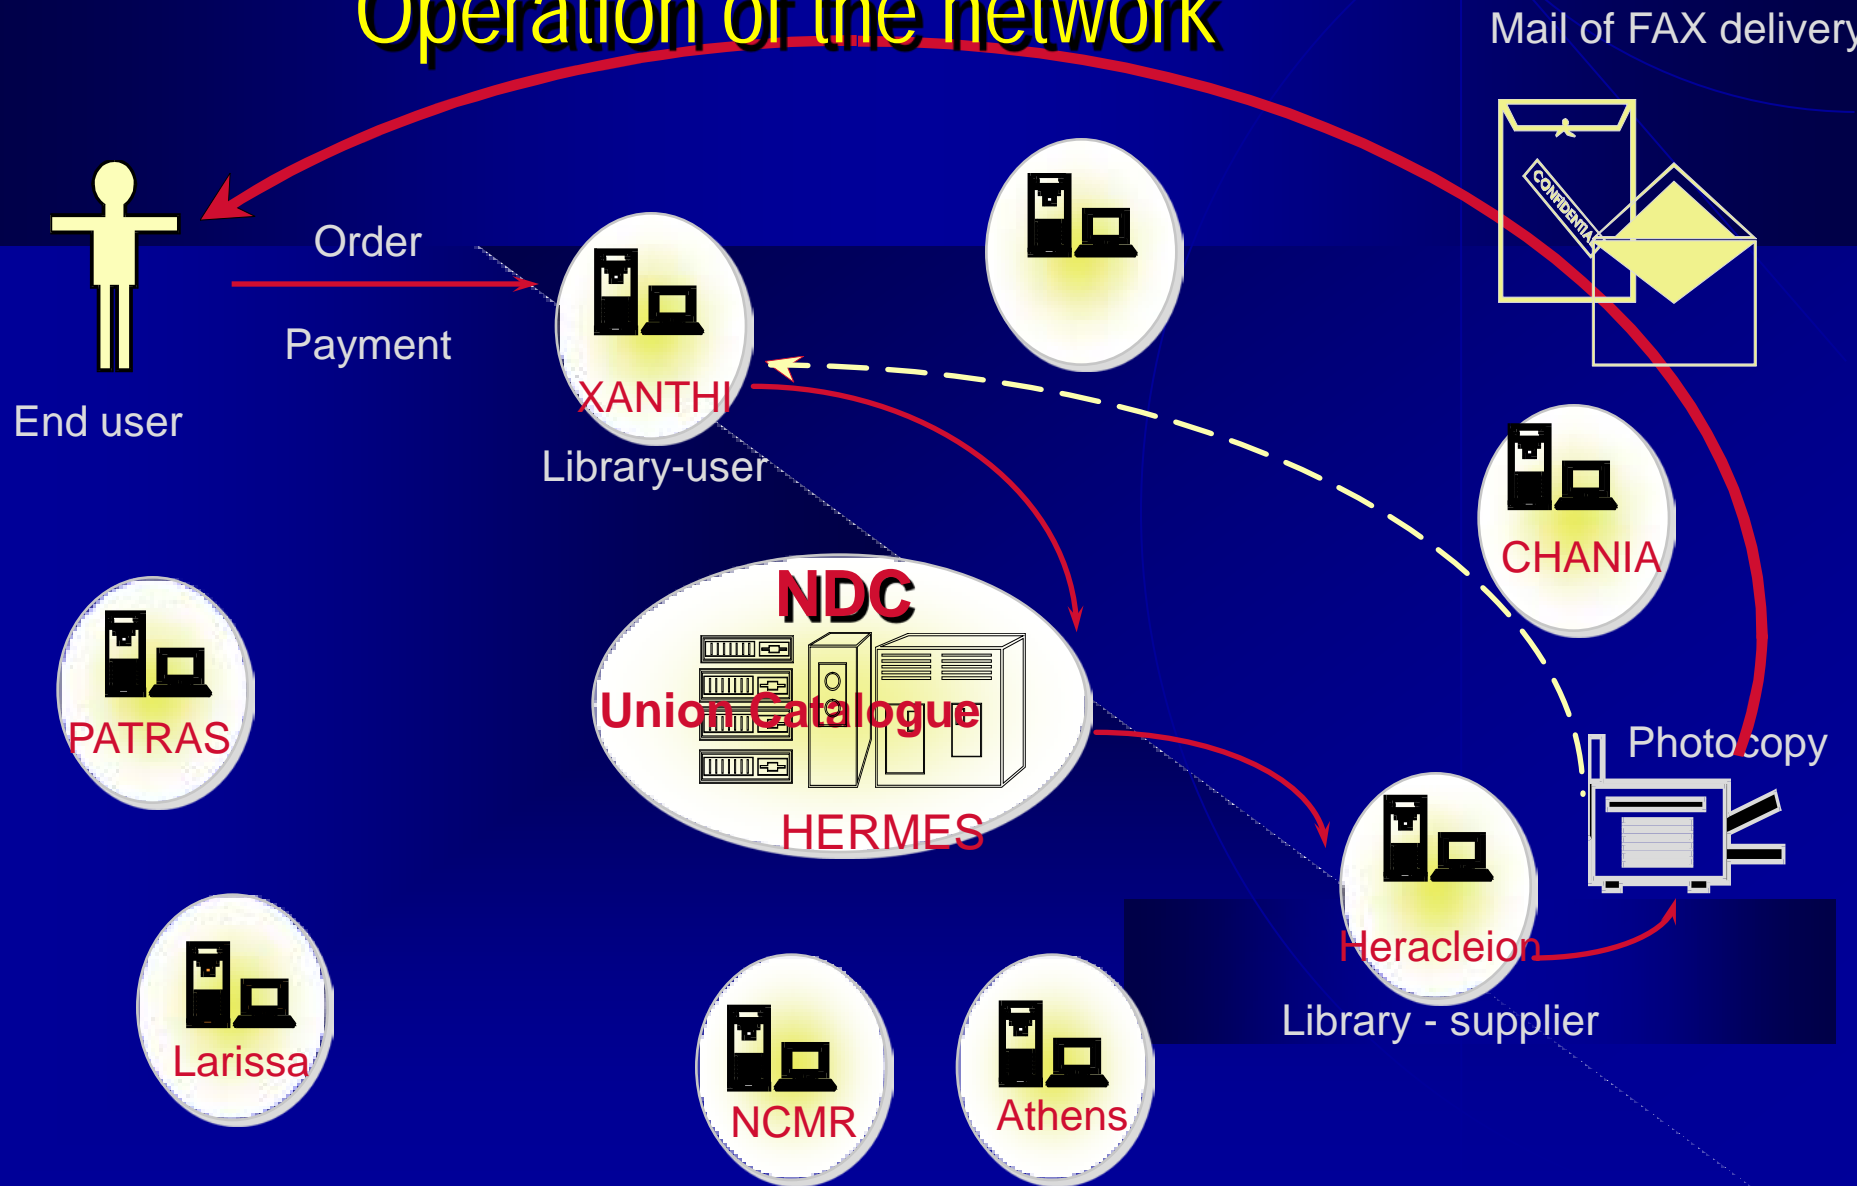 Operation of the network
Mail of FAX delivery
CONFIDENTIAL
Order
Payment
End user
XANTHI
Library-user
CHANIA
NDC
Union Catalogue
HERMES
PATRAS
Photocopy
Heracleion
Library - supplier
Larissa
NCMR
Athens